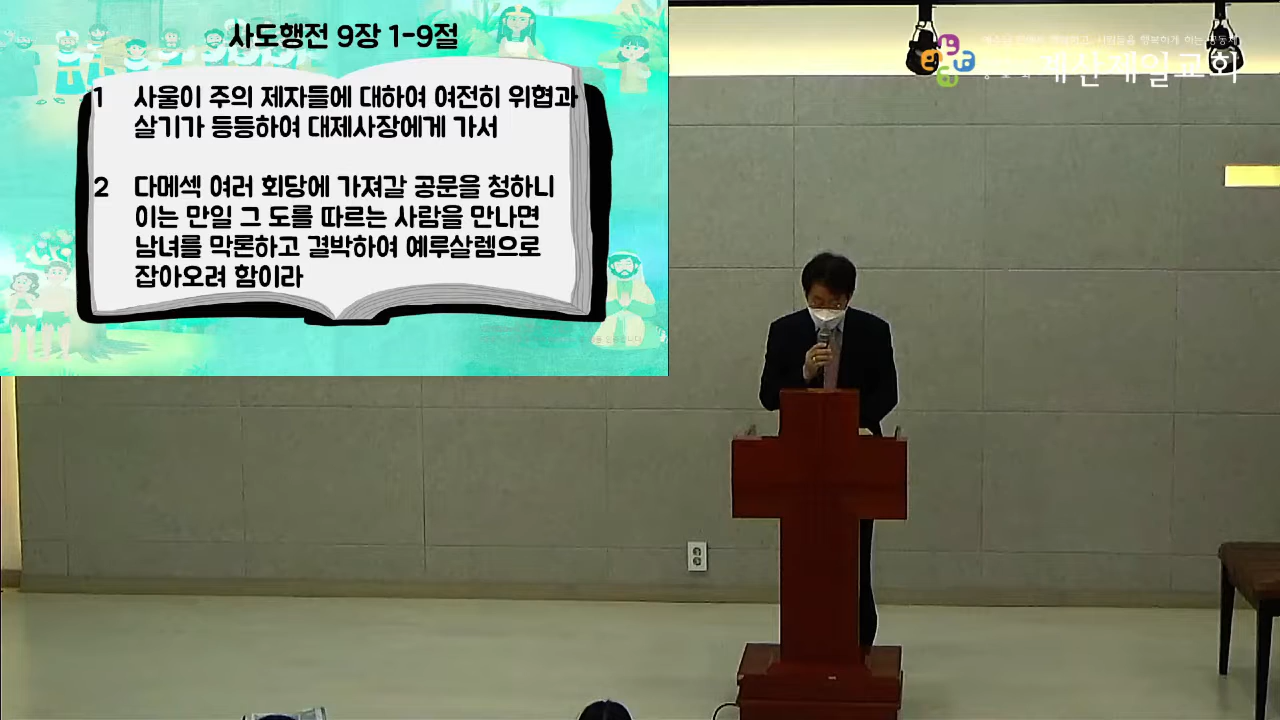 사도행전 9장 1-9절
1 사울이 주의 제자들에 대하여 여전히 위협과
살기가 등등하여 대제사장에게 가서
2 다메섹 여러 회당에 가져갈 공문을 청하니
이는 만일 그 도를 따르는 사람을 만나면
남녀를 막론하고 결박하여 예루살렘으로
잡아오려 함이라
계산제일교회